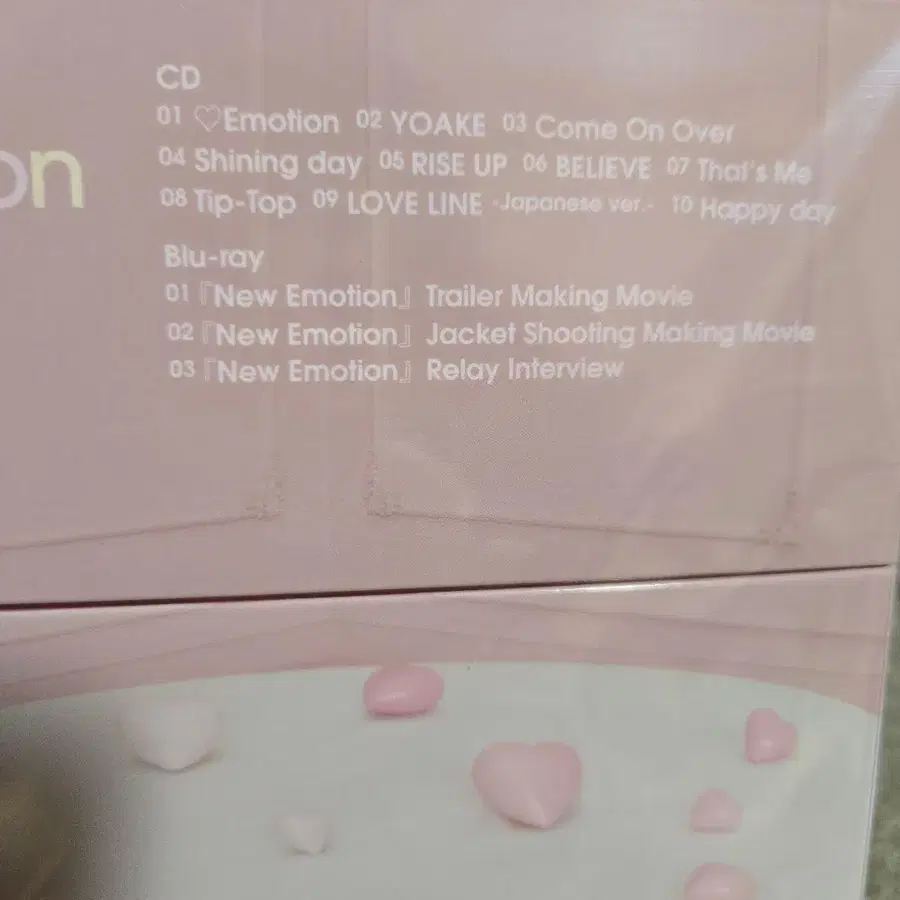 on
CD
01 ♡Emotion 02 YOAKE 03 Come On Over
04 Shining day 05 RISE UP 06 BELIEVE 07 That's Me
08 Tip-Top 09 LOVE LINE -Japanese ver.- 10 Happy day
Blu-ray
01『New Emotion』Trailer Making Movie
02『New Emotion』Jacket Shooting Making Movie
03『New Emotion』Relay Interview